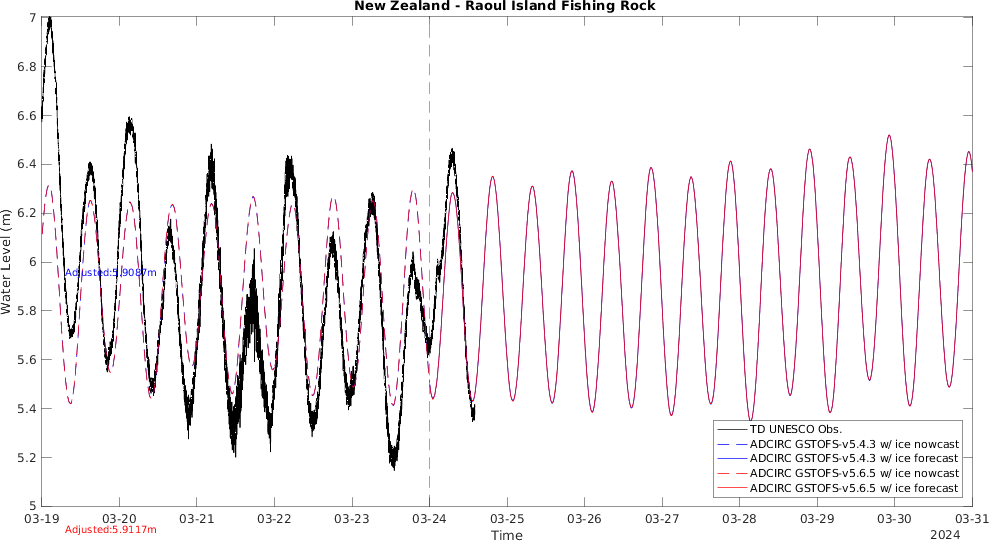 New Zealand - Raoul Island Fishing Rock
7
6.8
6.6
6.4
6.2
6
5.8
5.6
5.4
5.2
5
Water Level (m)
Adjusted:5.9087m
TD UNESCO Obs.
ADCIRC GSTOFS-v5.4.3 w/ ice nowcast
ADCIRC GSTOFS-v5.4.3 w/ ice forecast
ADCIRC GSTOFS-v5.6.5 w/ ice nowcast
ADCIRC GSTOFS-v5.6.5 w/ ice forecast
03-19 03-20 03-21 03-22 03-23 03-24 03-25 03-26 03-27 03-28 03-29 03-30 03-31
Adjusted:5.9117m
Time
2024